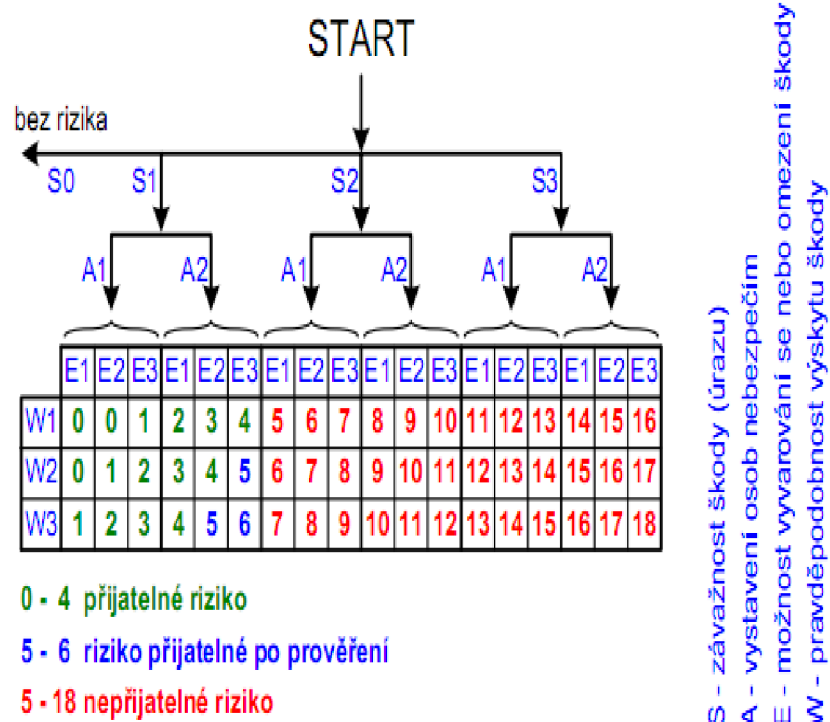 START
bez rizika
S0 S1 S2 S3
A1 A2 A1 A2 A1 A2
E1 E2 E3 E1 E2 E3 E1 E2 E3 E1 E2 E3 E1 E2 E3 E1 E2 E3
W1 0 0 1 2 3 4 5 6 7 8 9 10 11 12 13 14 15 16
W2 0 1 2 3 4 5 6 7 8 9 10 11 12 13 14 15 16 17
W3 1 2 3 4 5 6 7 8 9 10 11 12 13 14 15 16 17 18
0 - 4 přijatelné riziko
5 - 6 riziko přijatelné po prověření
5 - 18 nepřijatelné riziko
S - závažnost škody (úrazu)
A - vystavení osob nebezpečím
E - možnost vyvarování se nebo omezení škody
W - pravděpodobnost výskytu škody